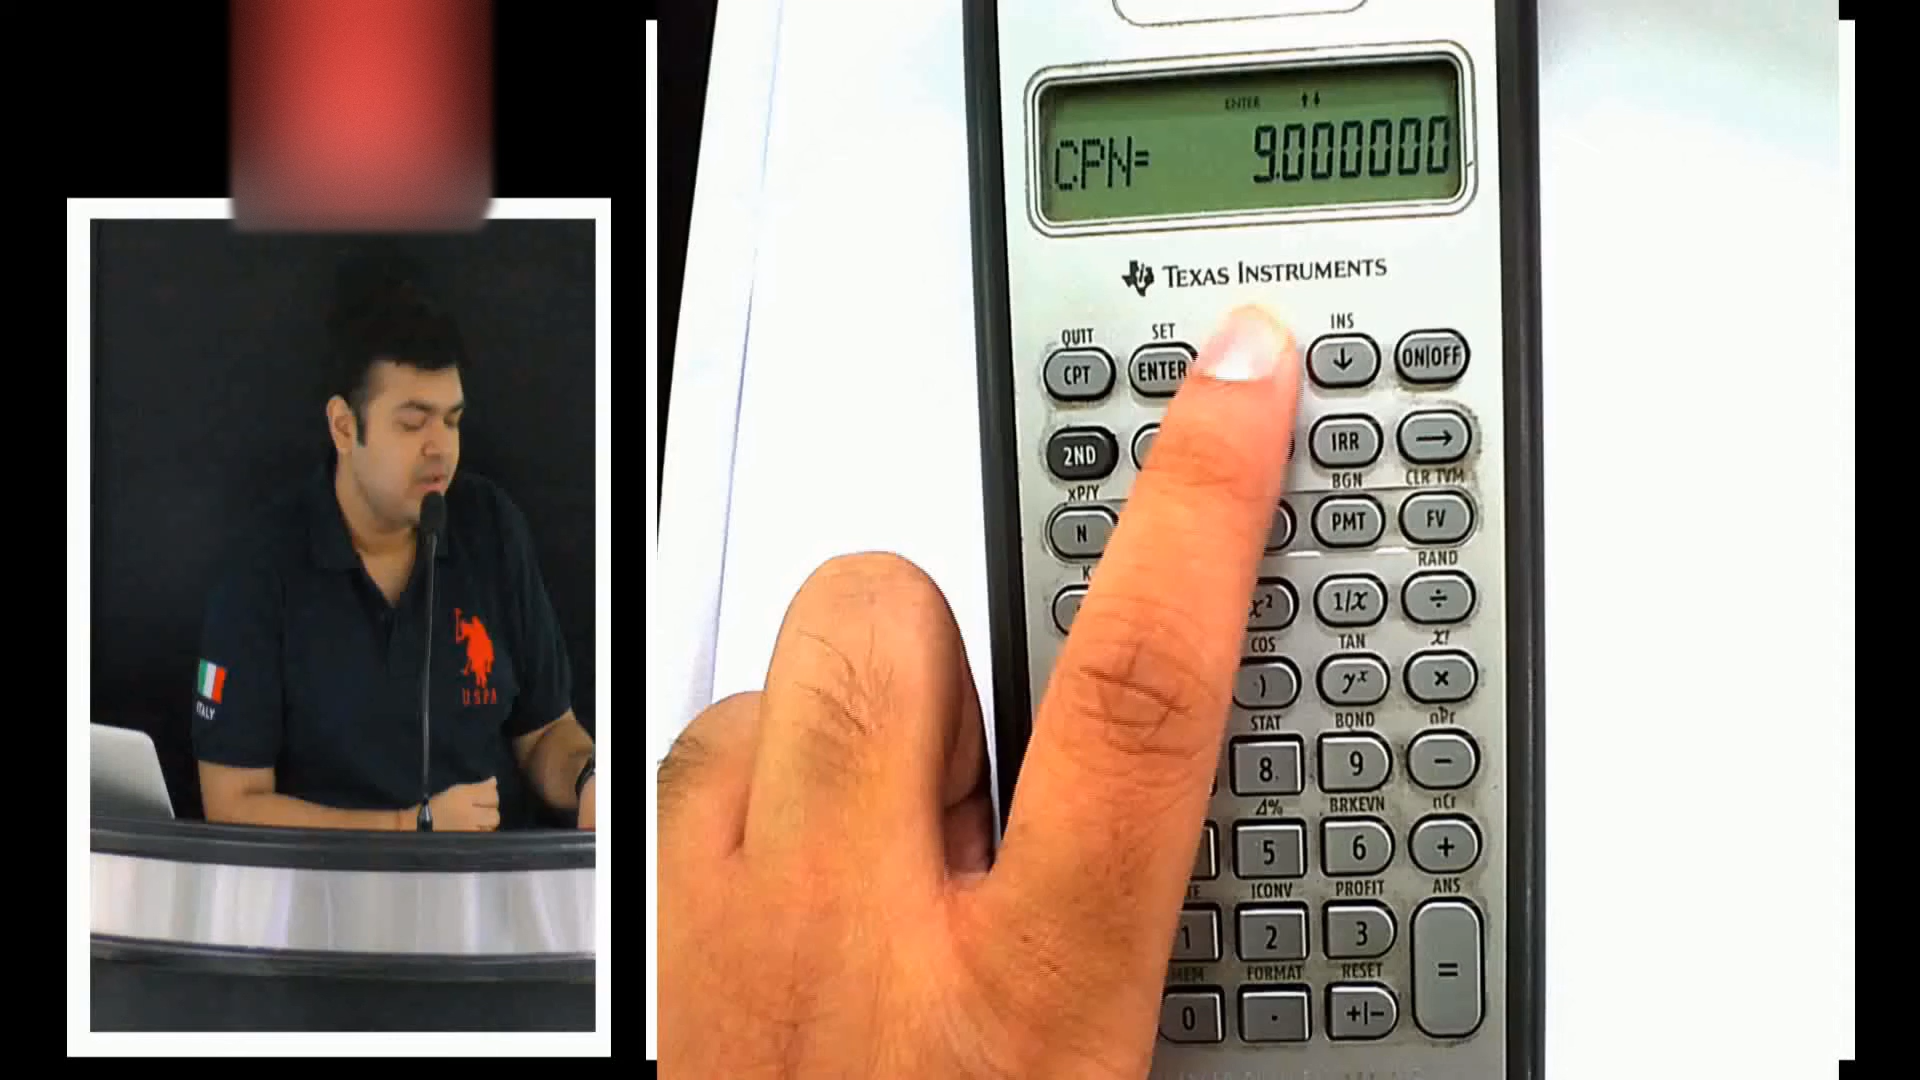 ENTER ↑↓
CPN= 9.000000
TEXAS INSTRUMENTS
QUIT SET INS
CPT ENTER ↓ ON|OFF
2ND IRR →
xP/Y BGN CLR TVM
N PMT FV
K RAND
x² 1/x ÷
COS TAN x!
) yˣ ×
STAT BOND nPr
8 9 −
Δ% BRKEVN nCr
5 6 +
ICONV PROFIT ANS
1 2 3 =
MEM FORMAT RESET
0 . +|−
U.S.P.A
ITALY